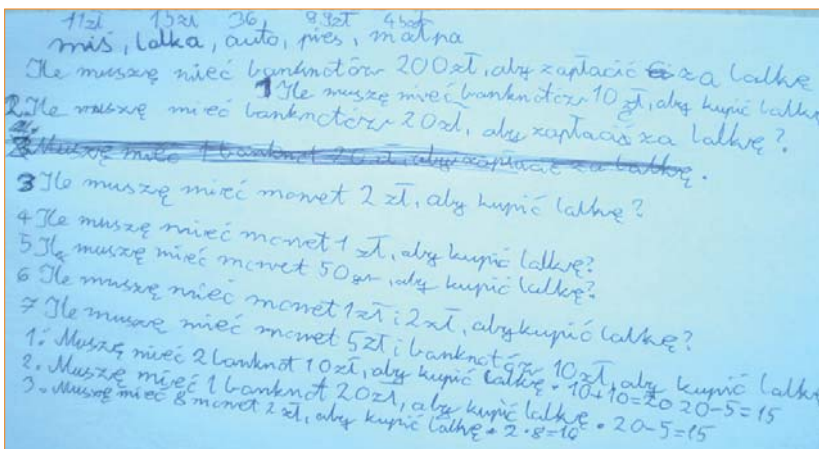 11zł 15zł 36, 8,9zł 45zł
miś, lalka, auto, pies, małpa
Ile muszę mieć banknotów 200zł, aby zapłacić za lalkę
1 Ile muszę mieć banknotów 10 zł, aby kupić lalkę
2. Ile muszę mieć banknotów 20zł, aby zapłacić za lalkę?
2. Muszę mieć 1 banknot 20 zł, aby zapłacić za lalkę.
3 Ile muszę mieć monet 2 zł, aby kupić lalkę?
4 Ile muszę mieć monet 1 zł, aby kupić lalkę?
5 Ile muszę mieć monet 50gr, aby kupić lalkę?
6 Ile muszę mieć monet 1zł i 2zł, aby kupić lalkę?
7 Ile muszę mieć monet 5zł i banknotów 10zł, aby kupić lalkę
1. Muszę mieć 2 banknot 10zł, aby kupić lalkę. 10+10=20 20-5=15
2. Muszę mieć 1 banknot 20zł, aby kupić lalkę. 20-5=15
3. Muszę mieć 8 monet 2zł, aby kupić lalkę. 2·8=16